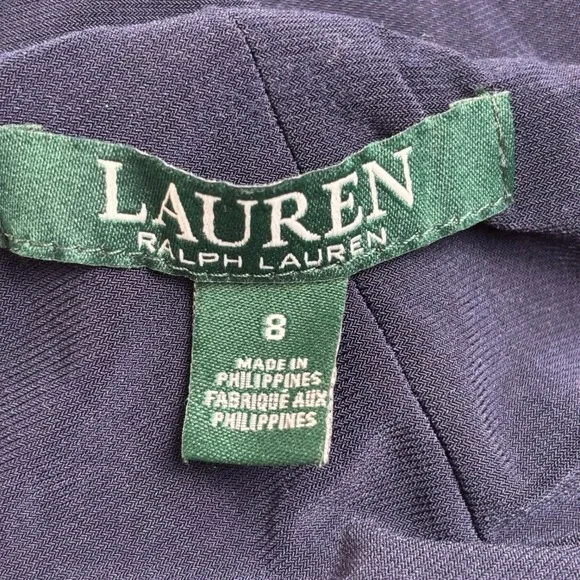 LAUREN
RALPH LAUREN
8
MADE IN
PHILIPPINES
FABRIQUÉ AUX
PHILIPPINES